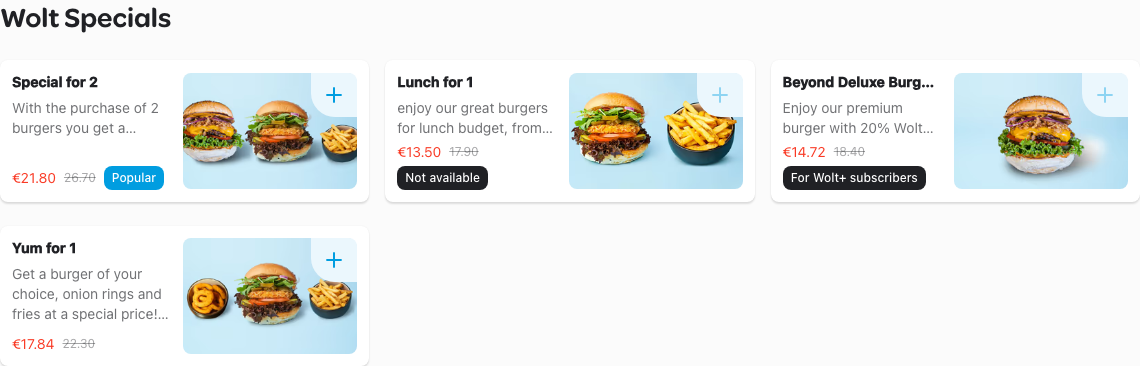 Wolt Specials
Special for 2
With the purchase of 2
burgers you get a...
€21.80 26.70 Popular
Lunch for 1
enjoy our great burgers
for lunch budget, from...
€13.50 17.90
Not available
Beyond Deluxe Burg...
Enjoy our premium
burger with 20% Wolt...
€14.72 18.40
For Wolt+ subscribers
Yum for 1
Get a burger of your
choice, onion rings and
fries at a special price!...
€17.84 22.30